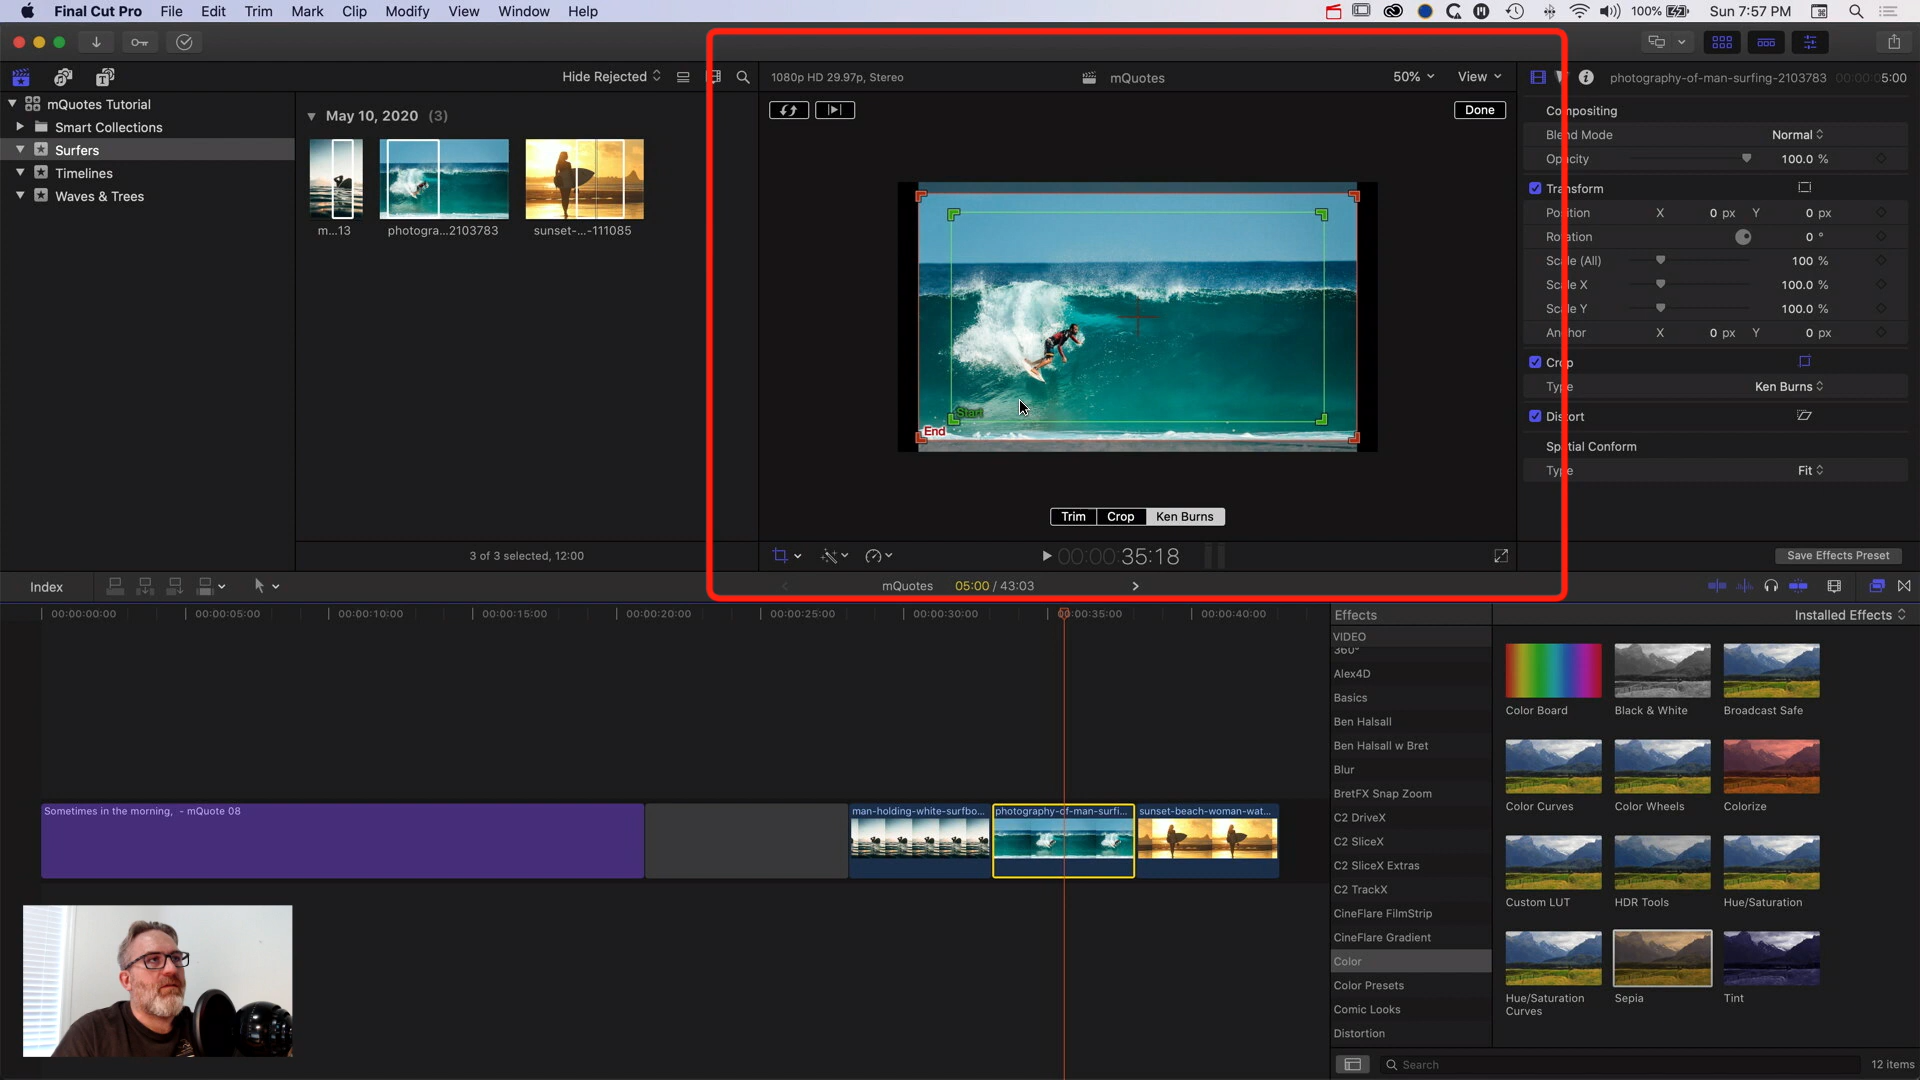 Final Cut Pro File Edit Trim Mark Clip Modify View Window Help 100% Sun 7:57 PM
Hide Rejected 1080p HD 29.97p, Stereo mQuotes 50% View photography-of-man-surfing-2103783 00:00:05:00
mQuotes Tutorial
Smart Collections
Surfers
Timelines
Waves & Trees
May 10, 2020 (3)
m...13 photogra...2103783 sunset-...-111085
3 of 3 selected, 12:00
Done
Start
End
Trim Crop Ken Burns
00:00:35:18
Compositing
Blend Mode Normal
Opacity 100.0 %
Transform
Position X 0 px Y 0 px
Rotation 0 °
Scale (All) 100 %
Scale X 100.0 %
Scale Y 100.0 %
Anchor X 0 px Y 0 px
Crop
Type Ken Burns
Distort
Spatial Conform
Type Fit
Save Effects Preset
Index mQuotes 05:00 / 43:03
00:00:00:00 00:00:05:00 00:00:10:00 00:00:15:00 00:00:20:00 00:00:25:00 00:00:30:00 00:00:35:00 00:00:40:00
Sometimes in the morning, - mQuote 08
man-holding-white-surfbo... photography-of-man-surfi... sunset-beach-woman-wat...
Effects Installed Effects
VIDEO
360°
Alex4D
Basics
Ben Halsall
Ben Halsall w Bret
Blur
BretFX Snap Zoom
C2 DriveX
C2 SliceX
C2 SliceX Extras
C2 TrackX
CineFlare FilmStrip
CineFlare Gradient
Color
Color Presets
Comic Looks
Distortion
Color Board Black & White Broadcast Safe
Color Curves Color Wheels Colorize
Custom LUT HDR Tools Hue/Saturation
Hue/Saturation Curves Sepia Tint
Search 12 items